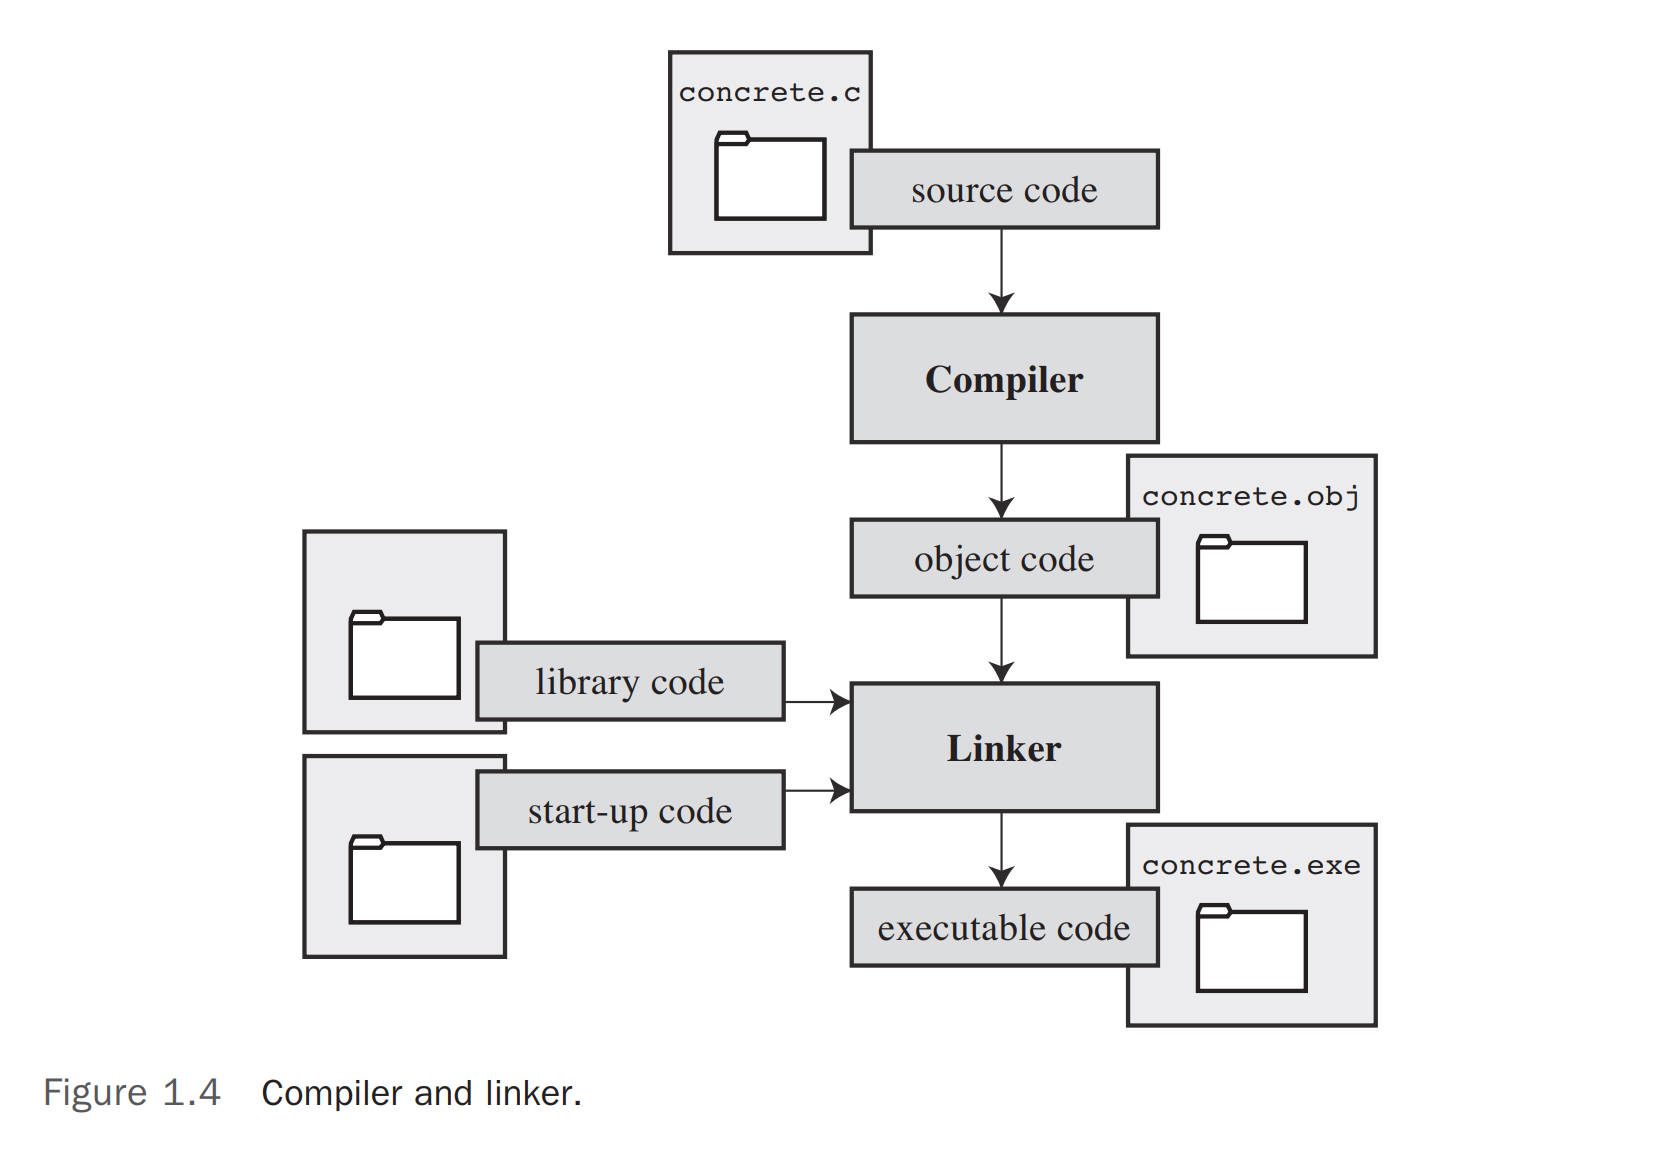 concrete.c
source code
Compiler
concrete.obj
object code
library code
Linker
start-up code
concrete.exe
executable code
Figure 1.4 Compiler and linker.